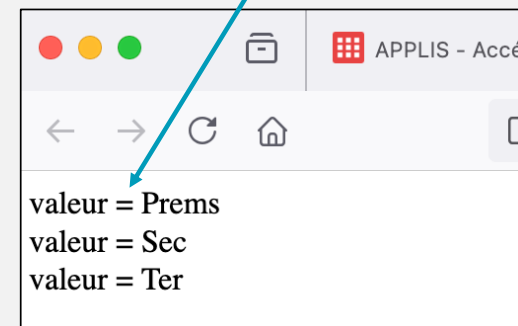 APPLIS - Accé
valeur = Prems
valeur = Sec
valeur = Ter